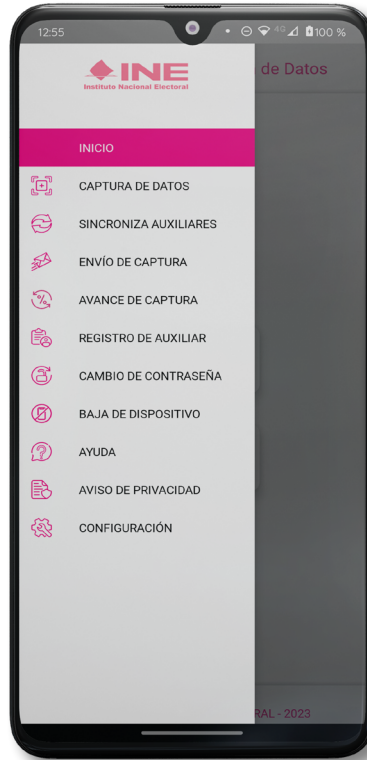 12:55
4G
100 %
INE
Instituto Nacional Electoral
de Datos
INICIO
CAPTURA DE DATOS
SINCRONIZA AUXILIARES
ENVÍO DE CAPTURA
AVANCE DE CAPTURA
REGISTRO DE AUXILIAR
CAMBIO DE CONTRASEÑA
BAJA DE DISPOSITIVO
AYUDA
AVISO DE PRIVACIDAD
CONFIGURACIÓN
RAL - 2023